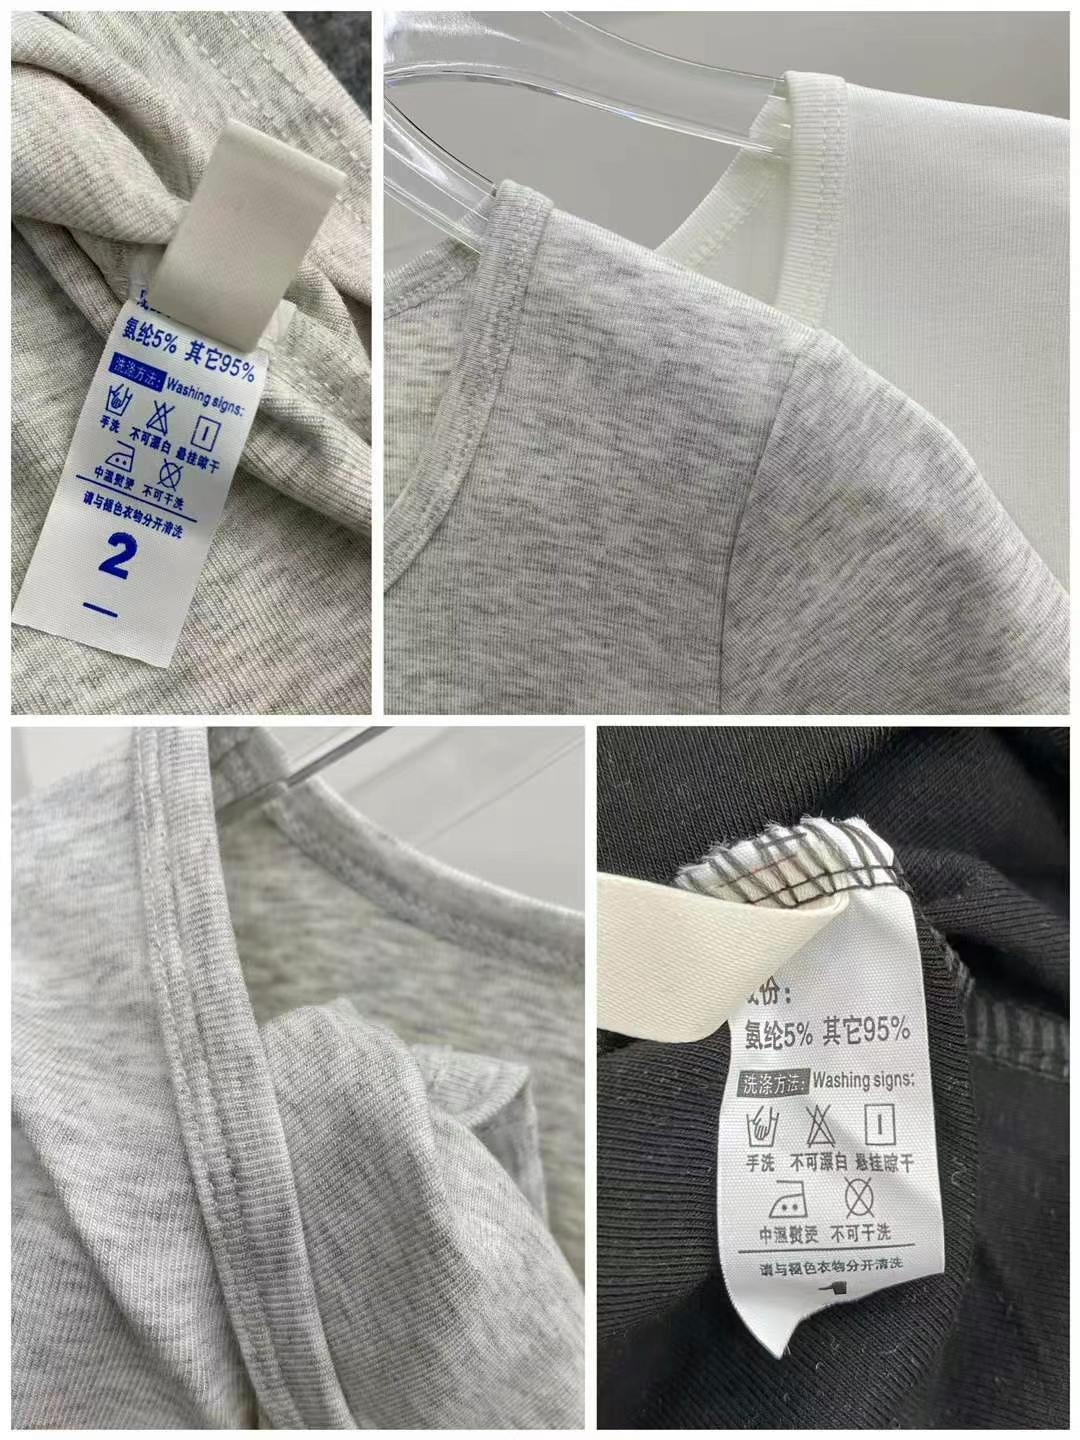 氨纶5% 其它95%
洗涤方法: Washing signs:
手洗 不可漂白 悬挂晾干
中温熨烫 不可干洗
请与褪色衣物分开清洗
2
份:
氨纶5% 其它95%
洗涤方法: Washing signs:
手洗 不可漂白 悬挂晾干
中温熨烫 不可干洗
请与褪色衣物分开清洗